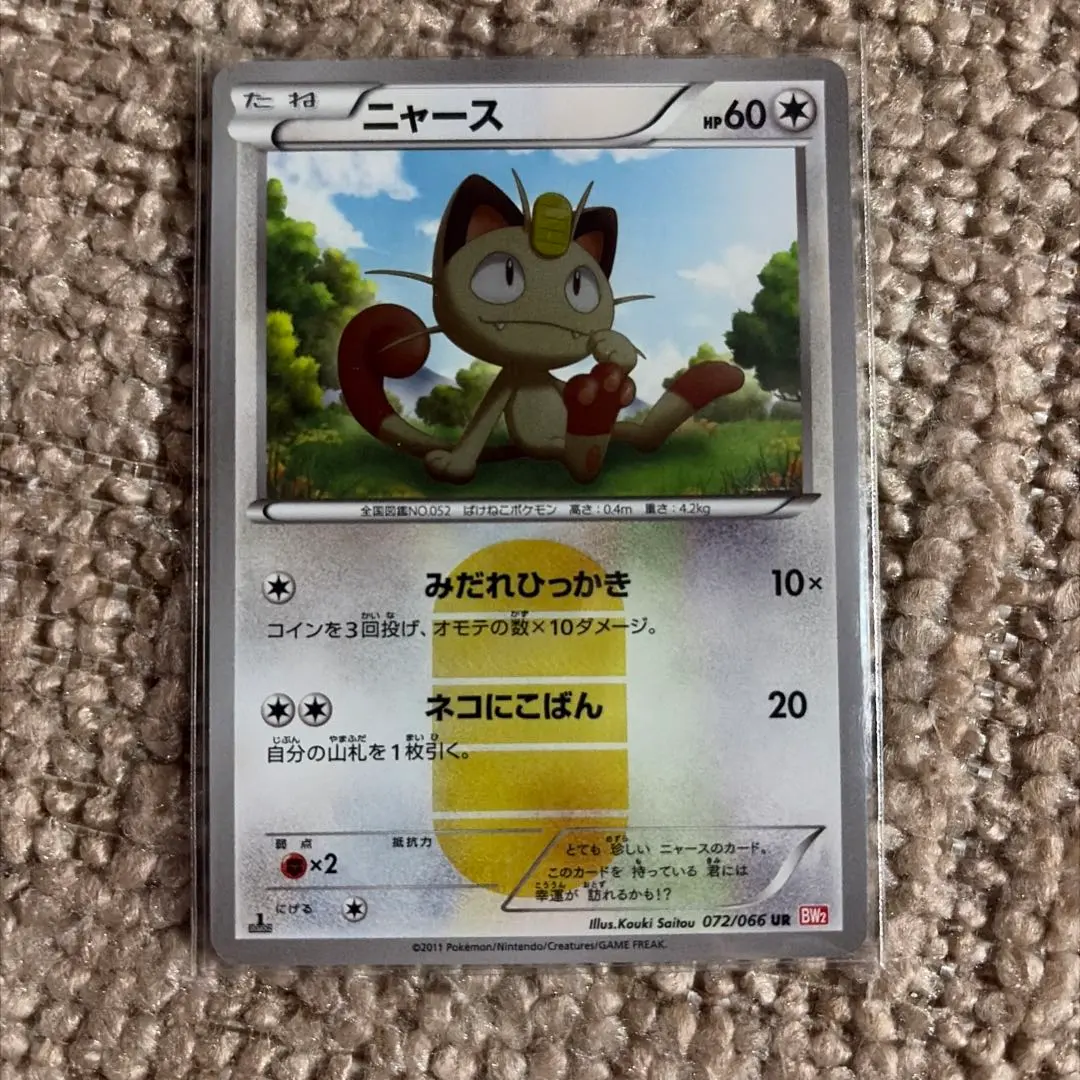 たね
ニャース
HP60
全国図鑑NO.052 ばけねこポケモン 高さ:0.4m 重さ:4.2kg
みだれひっかき 10×
コインを3回投げ、オモテの数×10ダメージ。
ネコにこばん 20
自分の山札を1枚引く。
弱点 抵抗力
×2
にげる
とても 珍しい ニャースのカード。
このカードを 持っている 君には
幸運が 訪れるかも!?
Illus.Kouki Saitou 072/066 UR BW2
©2011 Pokémon/Nintendo/Creatures/GAME FREAK.